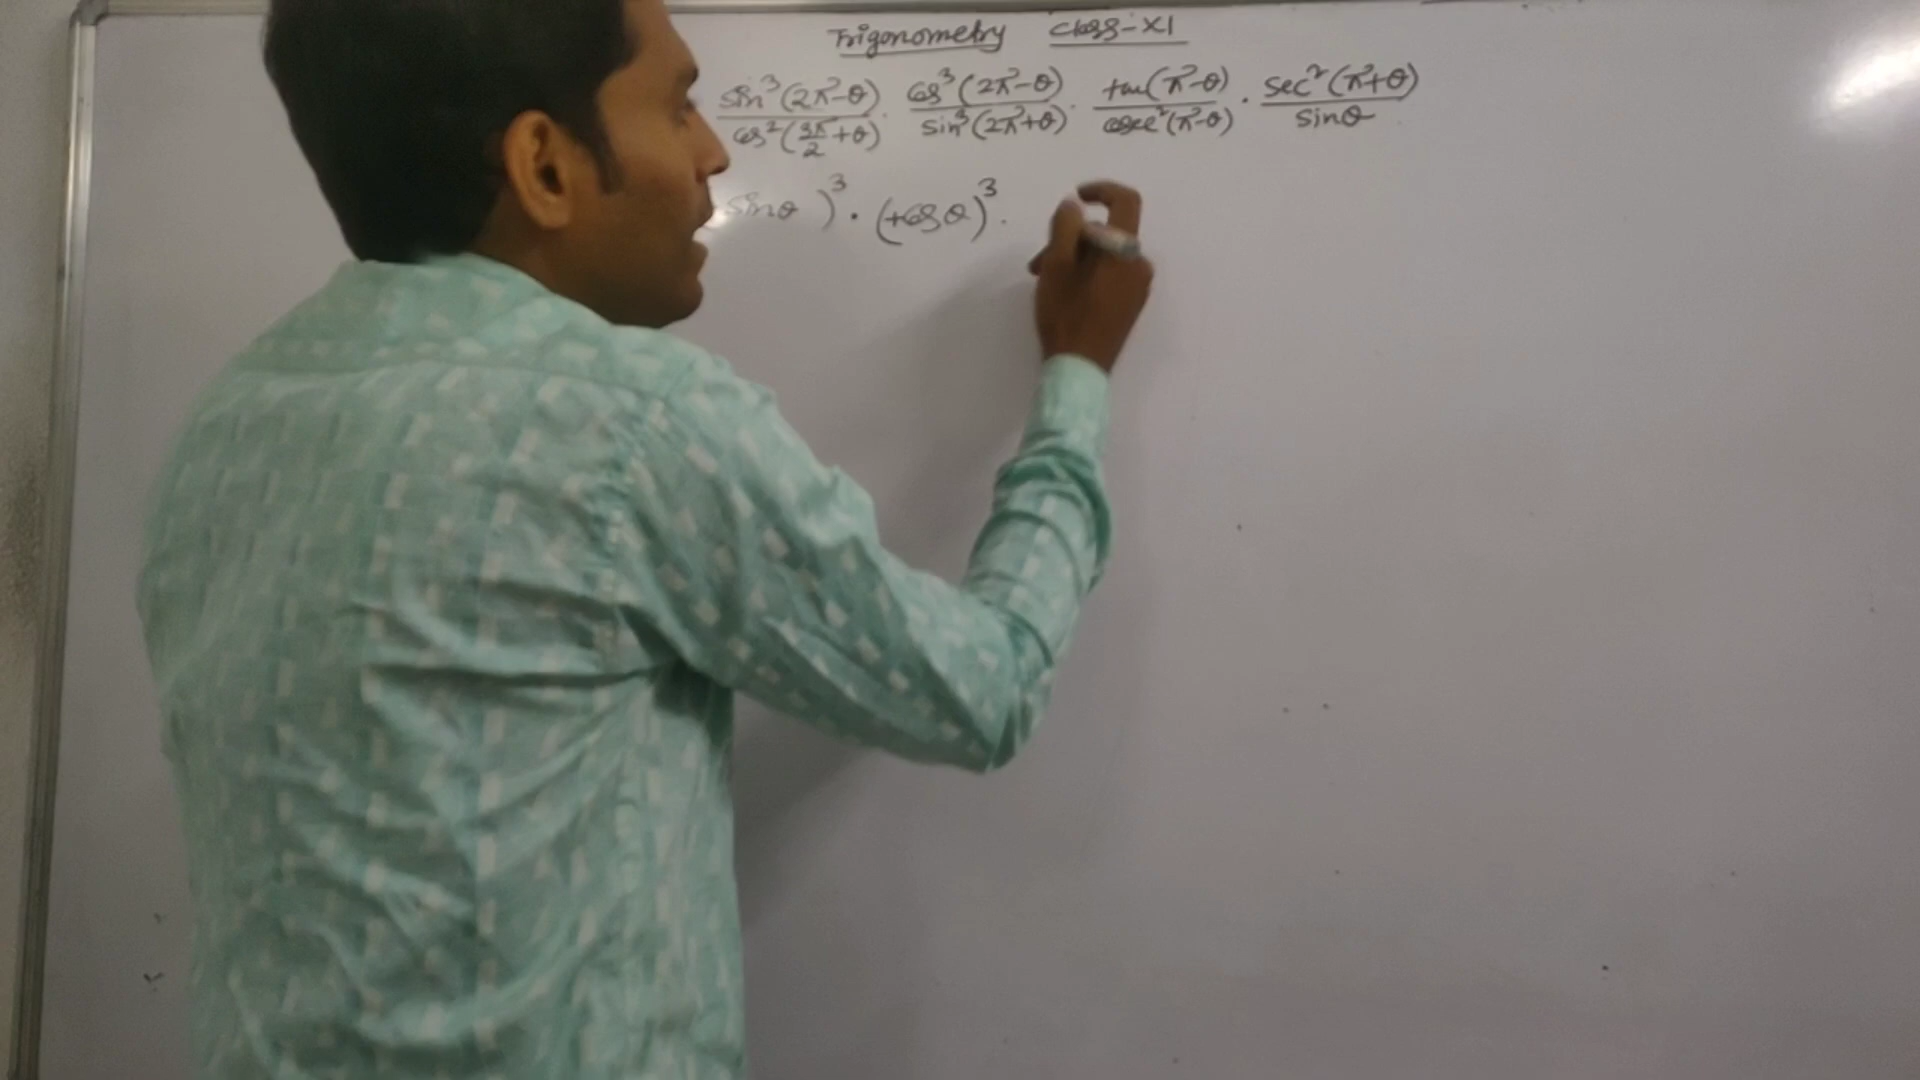 Trigonometry Class-XI
sin³(2π-θ)/cos²(3π/2+θ) · cos³(2π-θ)/sin³(2π+θ) · tan(π-θ)/cosec²(π-θ) · sec²(π+θ)/sinθ
sinθ )³ · (+cosθ)³ ·